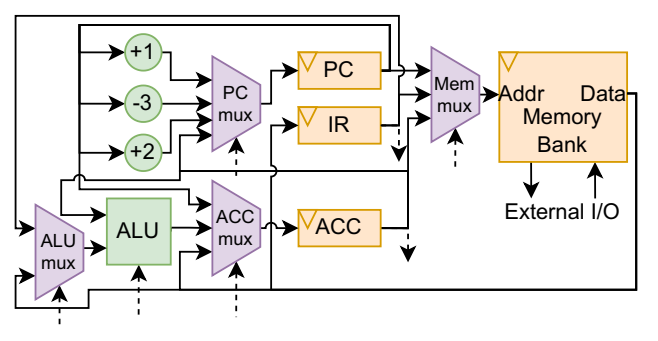 +1
-3
+2
PC
mux
PC
IR
Mem
mux
Addr Data
Memory
Bank
External I/O
ALU
mux
ALU
ACC
mux
ACC